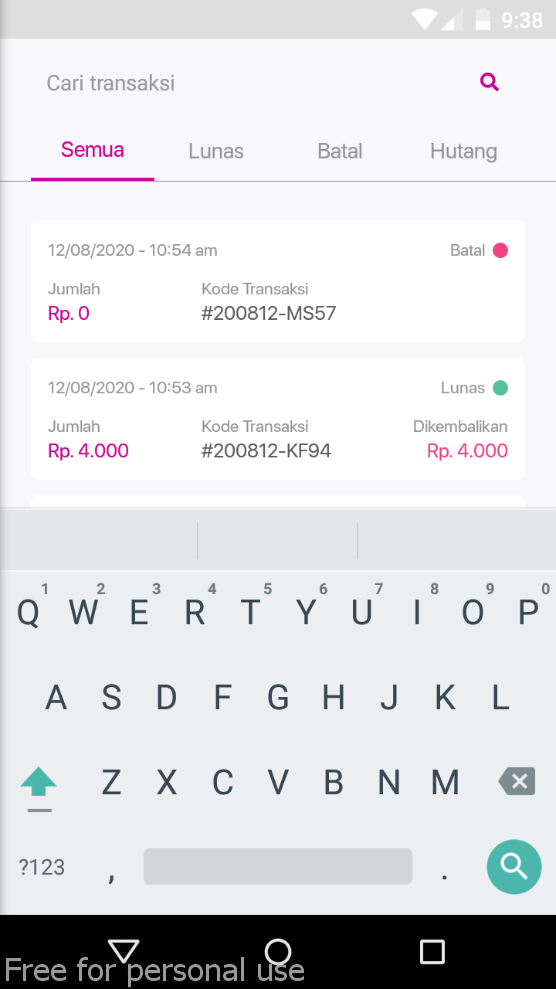 9:38
Cari transaksi
Semua Lunas Batal Hutang
12/08/2020 - 10:54 am Batal
Jumlah Kode Transaksi
Rp. 0 #200812-MS57
12/08/2020 - 10:53 am Lunas
Jumlah Kode Transaksi Dikembalikan
Rp. 4.000 #200812-KF94 Rp. 4.000
1 2 3 4 5 6 7 8 9 0
Q W E R T Y U I O P
A S D F G H J K L
Z X C V B N M
?123 , .
Free for personal use